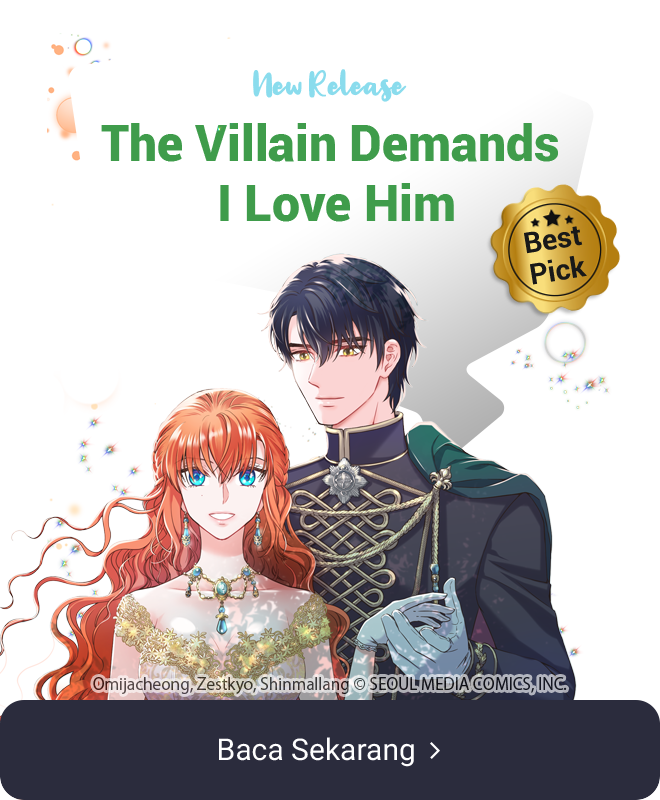 New Release
The Villain Demands
I Love Him
Best
Pick
Omijacheong, Zestkyo, Shinmallang © SEOUL MEDIA COMICS, INC.
Baca Sekarang >